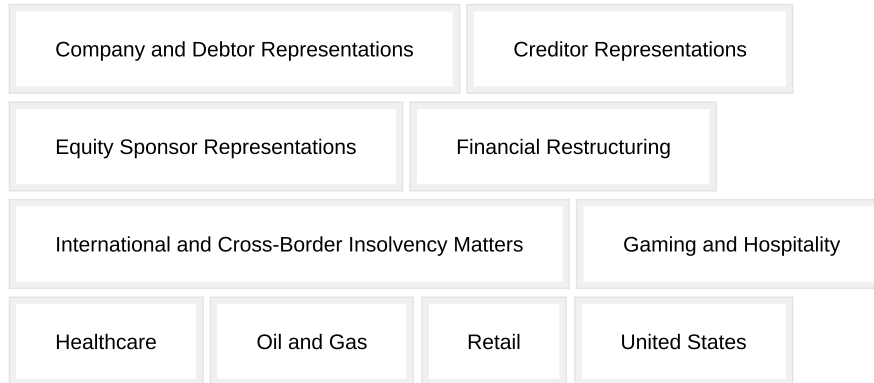 Company and Debtor Representations
Creditor Representations
Equity Sponsor Representations
Financial Restructuring
International and Cross-Border Insolvency Matters
Gaming and Hospitality
Healthcare
Oil and Gas
Retail
United States